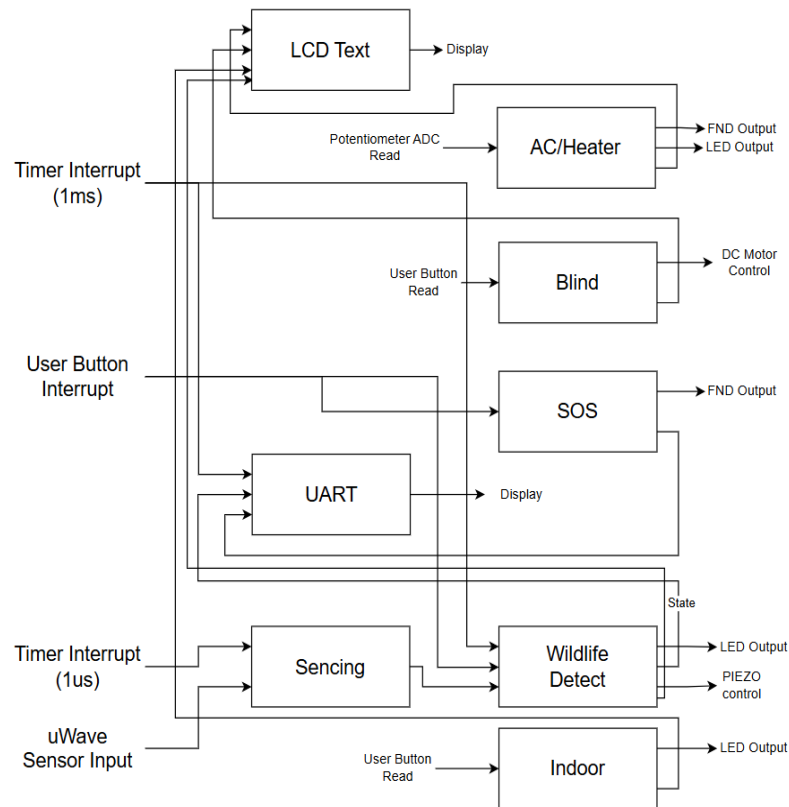 LCD Text
Display
Potentiometer ADC
Read
AC/Heater
FND Output
LED Output
Timer Interrupt
(1ms)
User Button
Read
Blind
DC Motor
Control
User Button
Interrupt
SOS
FND Output
UART
Display
State
Timer Interrupt
(1us)
Sencing
Wildlife
Detect
LED Output
PIEZO
control
uWave
Sensor Input
User Button
Read
Indoor
LED Output